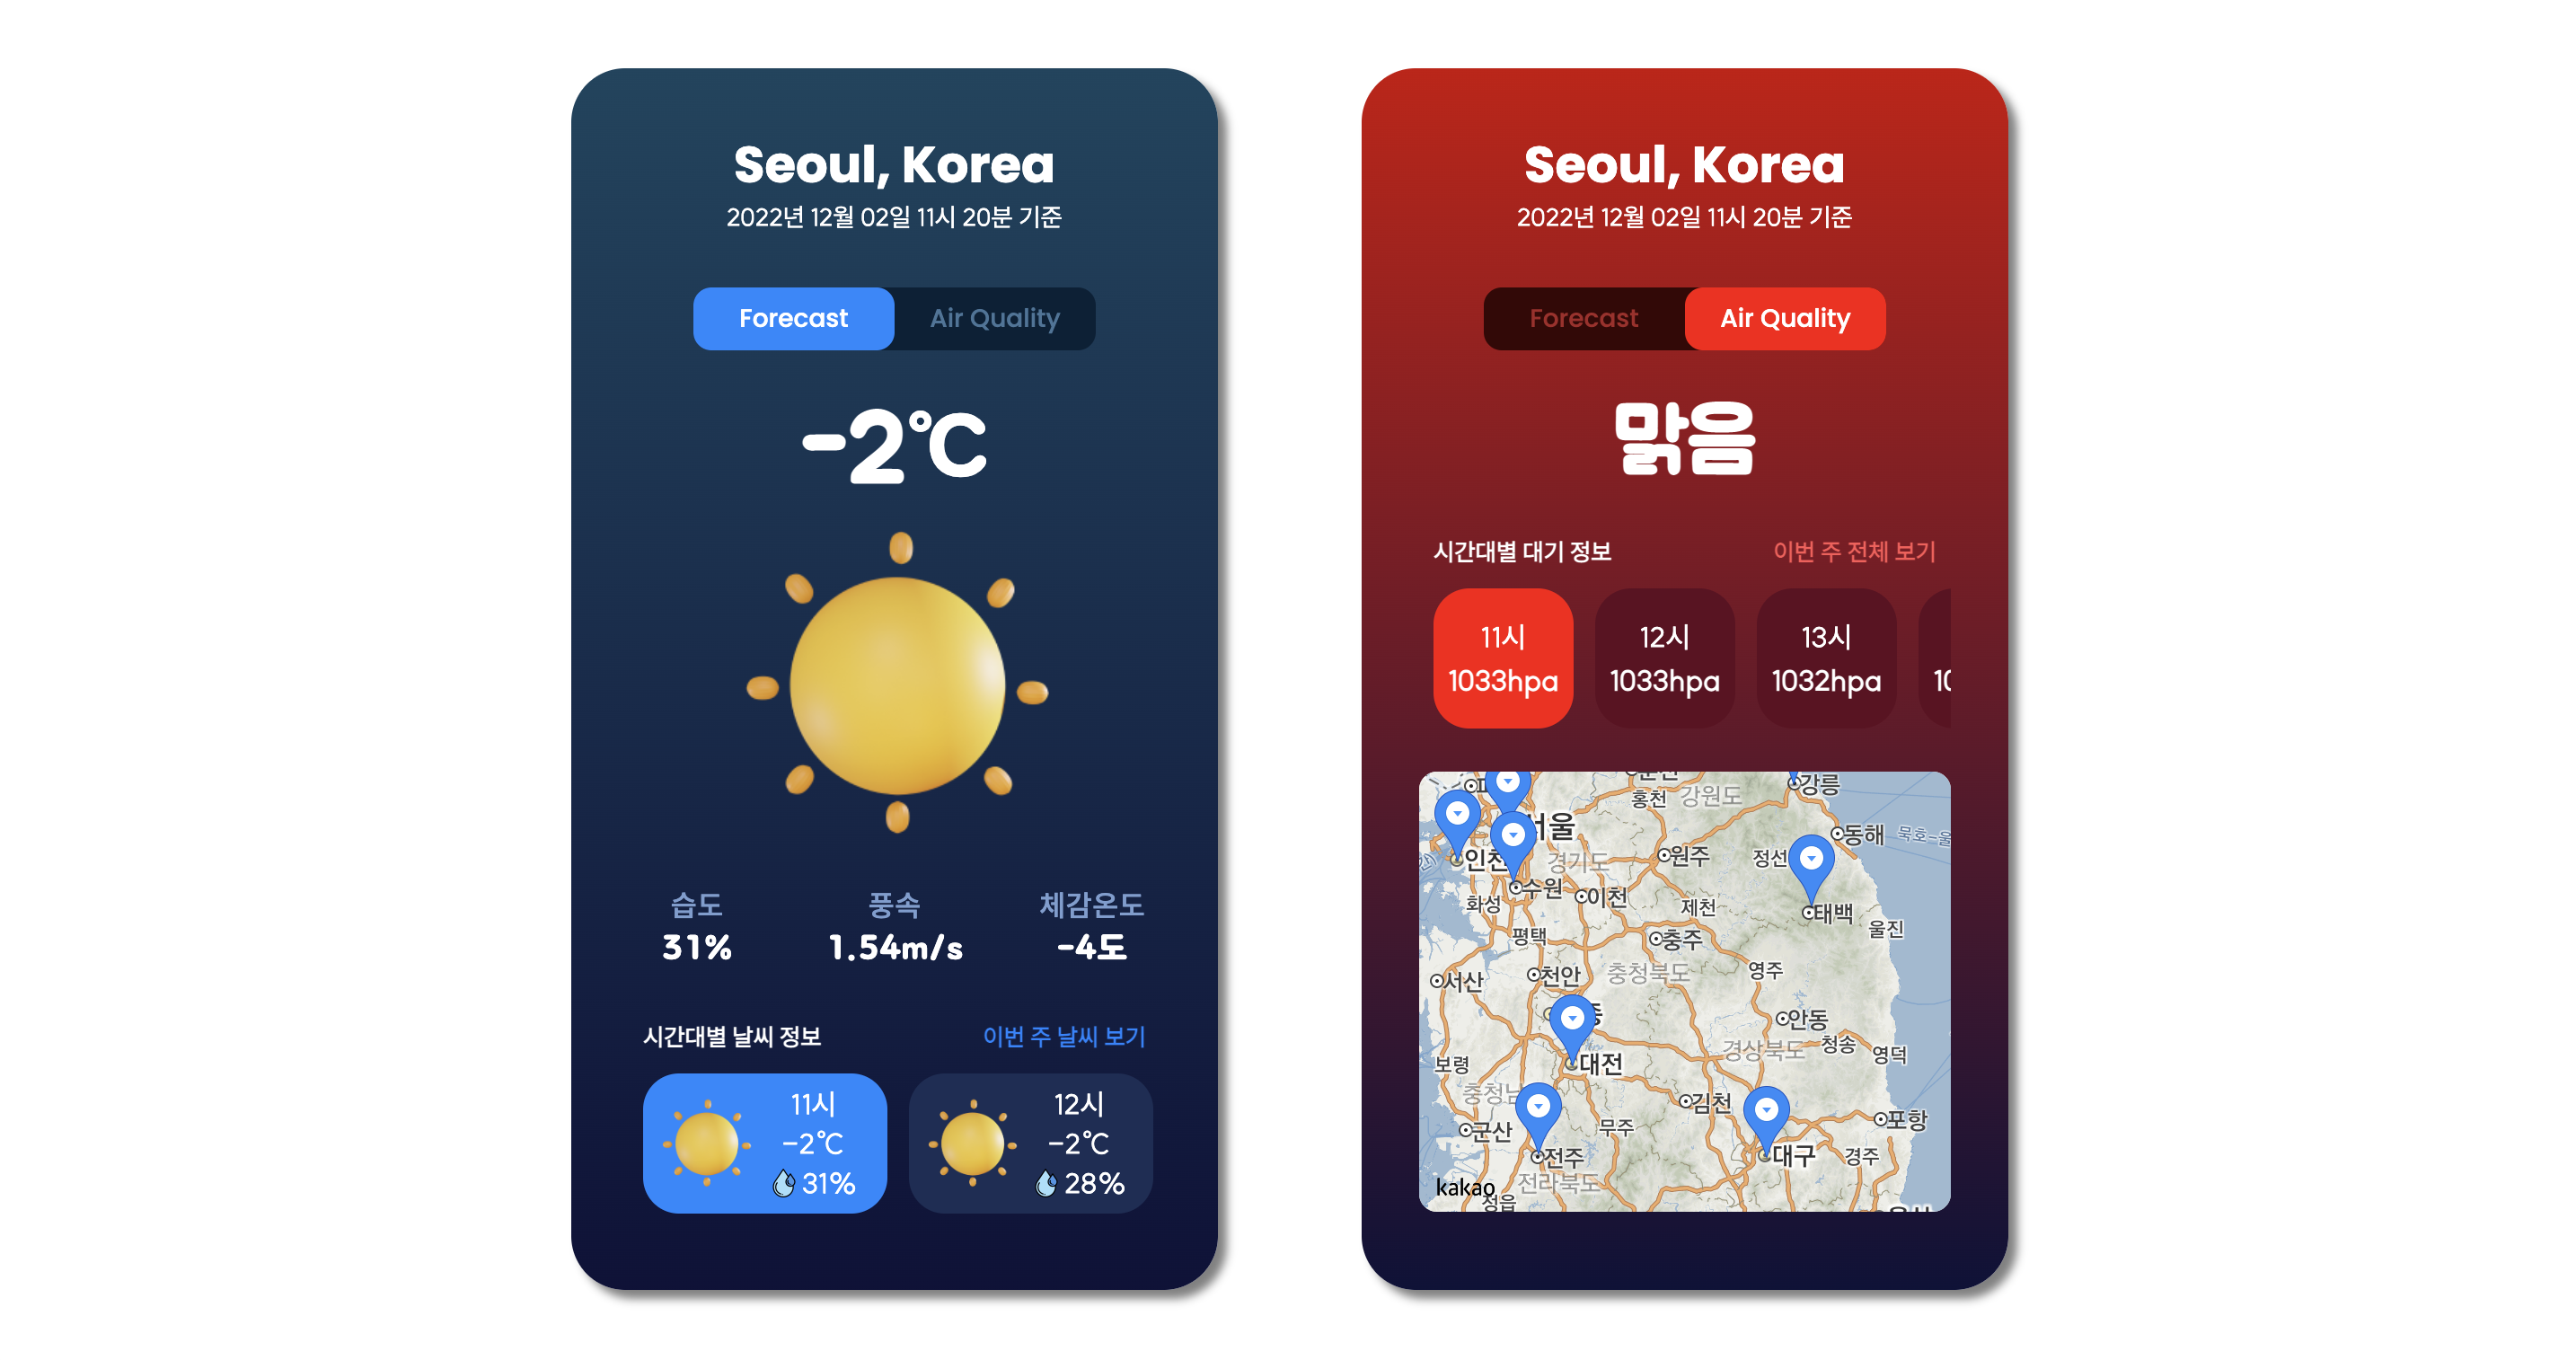 Seoul, Korea
2022년 12월 02일 11시 20분 기준
Forecast
Air Quality
-2℃
습도
31%
풍속
1.54m/s
체감온도
-4도
시간대별 날씨 정보
이번 주 날씨 보기
11시
-2℃
31%
12시
-2℃
28%
Seoul, Korea
2022년 12월 02일 11시 20분 기준
Forecast
Air Quality
맑음
시간대별 대기 정보
이번 주 전체 보기
11시
1033hpa
12시
1033hpa
13시
1032hpa
10
홍천
강원도
강릉
서울
동해
묵호-울
인천
경기도
원주
정선
수원
이천
화성
제천
태백
울진
평택
충주
서산
천안
충청북도
영주
안동
대전
경상북도
청송
영덕
보령
충청남
김천
군산
무주
포항
전주
대구
경주
전라북도
kakao
정읍